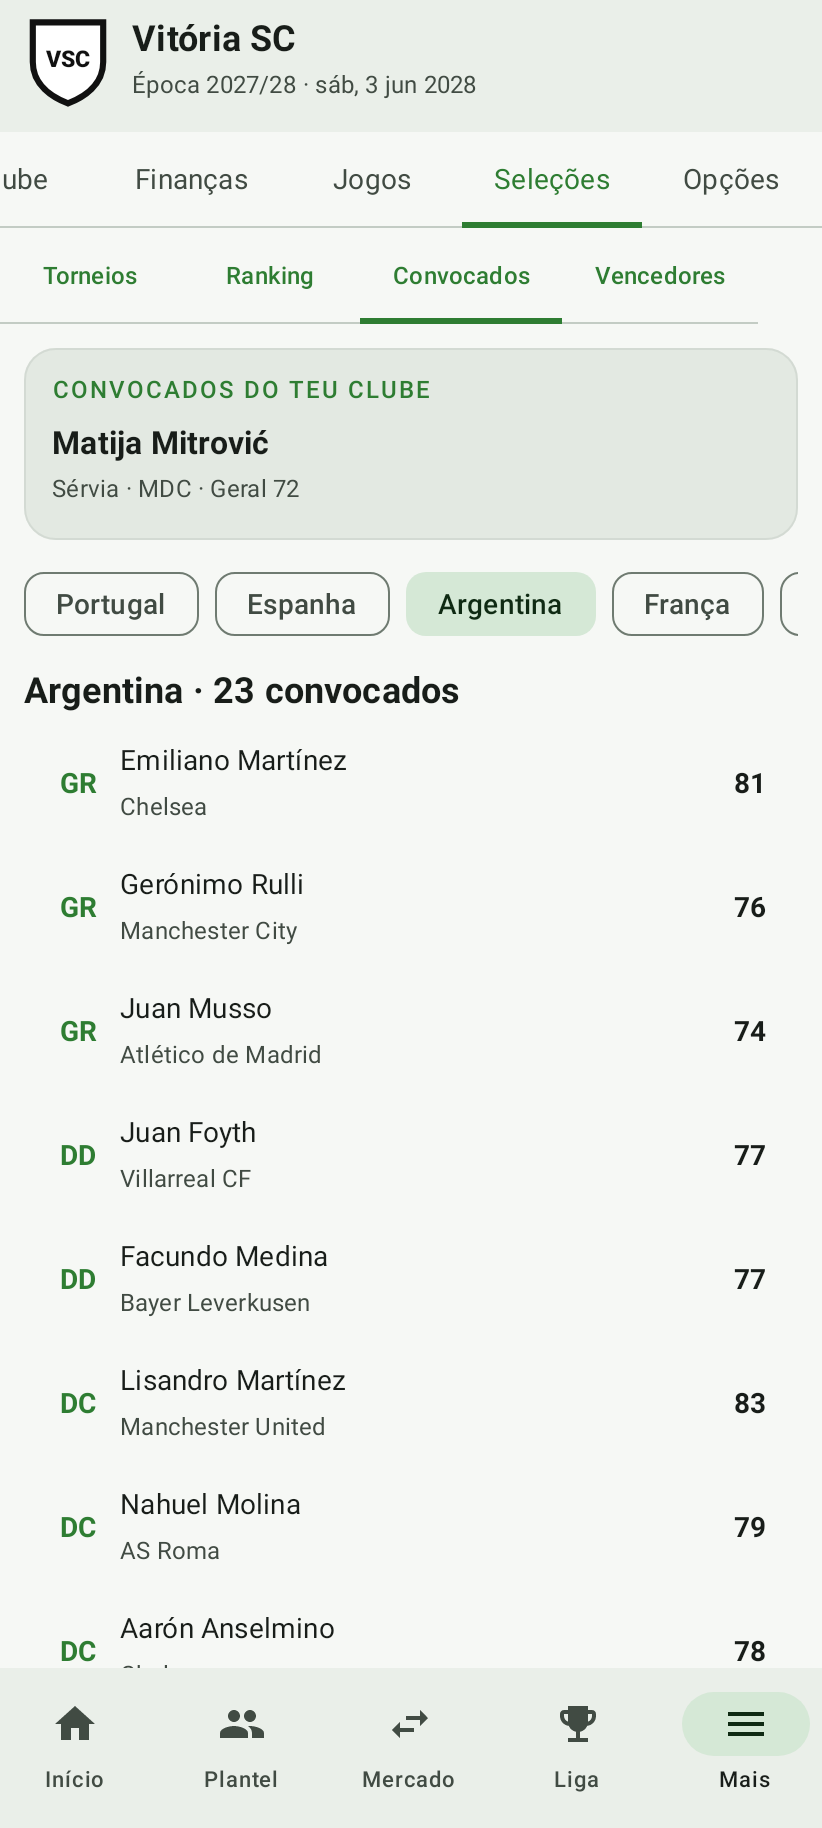 VSC
Vitória SC
Época 2027/28 · sáb, 3 jun 2028
ube
Finanças
Jogos
Seleções
Opções
Torneios
Ranking
Convocados
Vencedores
CONVOCADOS DO TEU CLUBE
Matija Mitrović
Sérvia · MDC · Geral 72
Portugal
Espanha
Argentina
França
Argentina · 23 convocados
GR Emiliano Martínez 81
Chelsea
GR Gerónimo Rulli 76
Manchester City
GR Juan Musso 74
Atlético de Madrid
DD Juan Foyth 77
Villarreal CF
DD Facundo Medina 77
Bayer Leverkusen
DC Lisandro Martínez 83
Manchester United
DC Nahuel Molina 79
AS Roma
DC Aarón Anselmino 78
Início
Plantel
Mercado
Liga
Mais